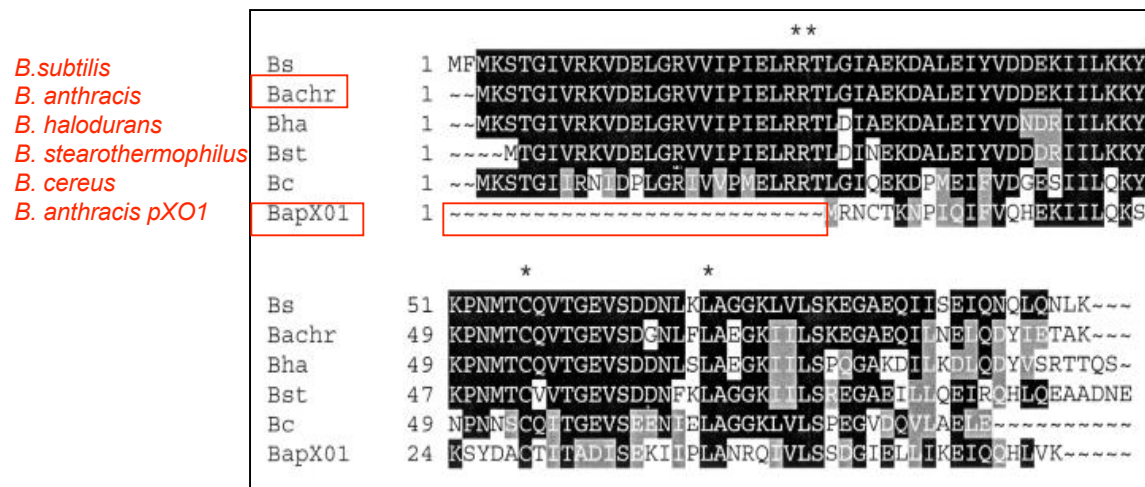 B.subtilis
B. anthracis
B. halodurans
B. stearothermophilus
B. cereus
B. anthracis pXO1
**
Bs 1 MFMKSTGIVRKVDELGRVVIPIELRRTLGIAEKDALEIYVDDEKIILKKY
Bachr 1 ~~MKSTGIVRKVDELGRVVIPIELRRTLGIAEKDALEIYVDDEKIILKKY
Bha 1 ~~MKSTGIVRKVDELGRVVIPIELRRTLDIAEKDALEIYVDNDRIILKKY
Bst 1 ~~~~MTGIVRKVDELGRVVIPIELRRTLDINEKDALEIYVDDDRIILKKY
Bc 1 ~~MKSTGIIRNIDPLGRIVVPMELRRTLGIQEKDPMEIFVDGESIILQKY
BapX01 1 ~~~~~~~~~~~~~~~~~~~~~~~~~~~MRNCTKNPIQIFVQHEKIILQKS
* *
Bs 51 KPNMTCQVTGEVSDDNLKLAGGKLVLSKEGAEQIISEIQNQLQNLK~~~
Bachr 49 KPNMTCQVTGEVSDGNLFLAEGKIILSKEGAEQILNELQDYIETAK~~~
Bha 49 KPNMTCQVTGEVSDDNLSLAEGKIILSPQGAKDILKDLQDYVSRTTQS~
Bst 47 KPNMTCVVTGEVSDDNFKLAGGKIILSREGAEILLQEIRQHLQEAADNE
Bc 49 NPNNSCQITGEVSEENIELAGGKLVLSPEGVDQVLAELE~~~~~~~~~~
BapX01 24 KSYDACTITADISEKIIPLANRQIVLSSDGIELLIKEIQQHLVK~~~~~